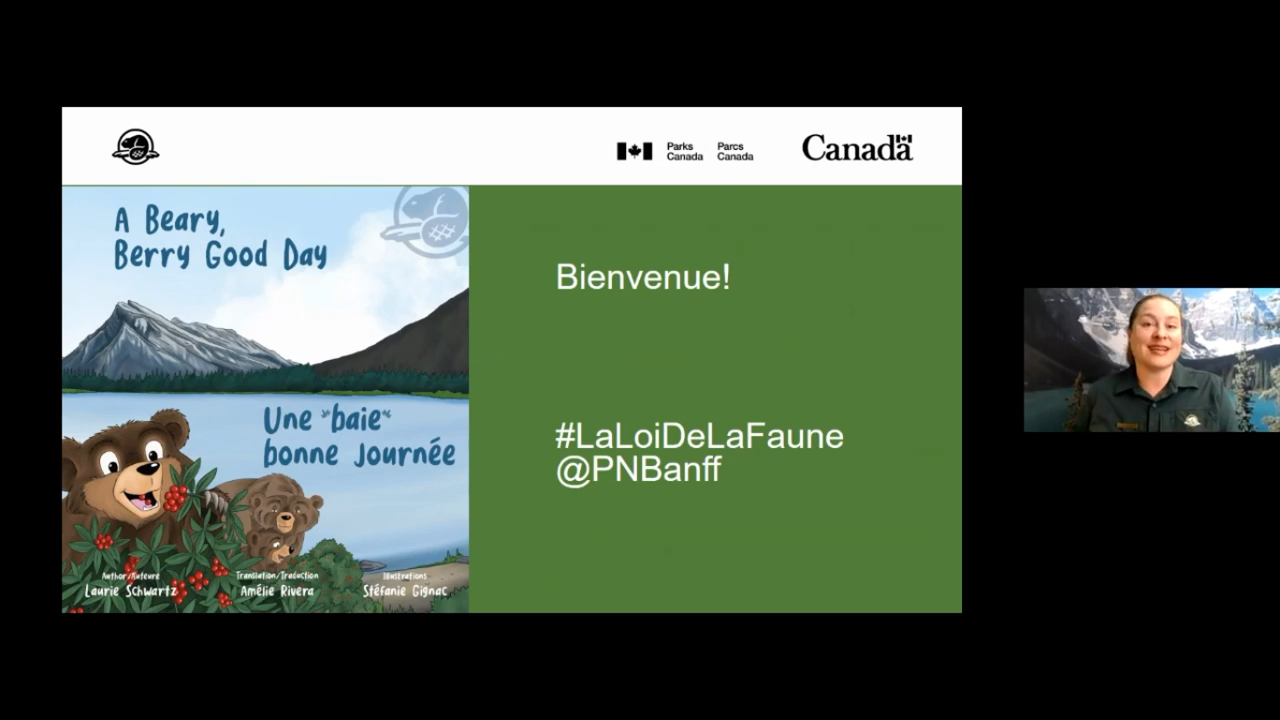 Parks
Canada
Parcs
Canada
Canada
A Beary,
Berry Good Day
Une "baie"
bonne journée
Author/Auteure
Laurie Schwartz
Translation/Traduction
Amélie Rivera
Illustrations
Stéfanie Gignac
Bienvenue!
#LaLoiDeLaFaune
@PNBanff